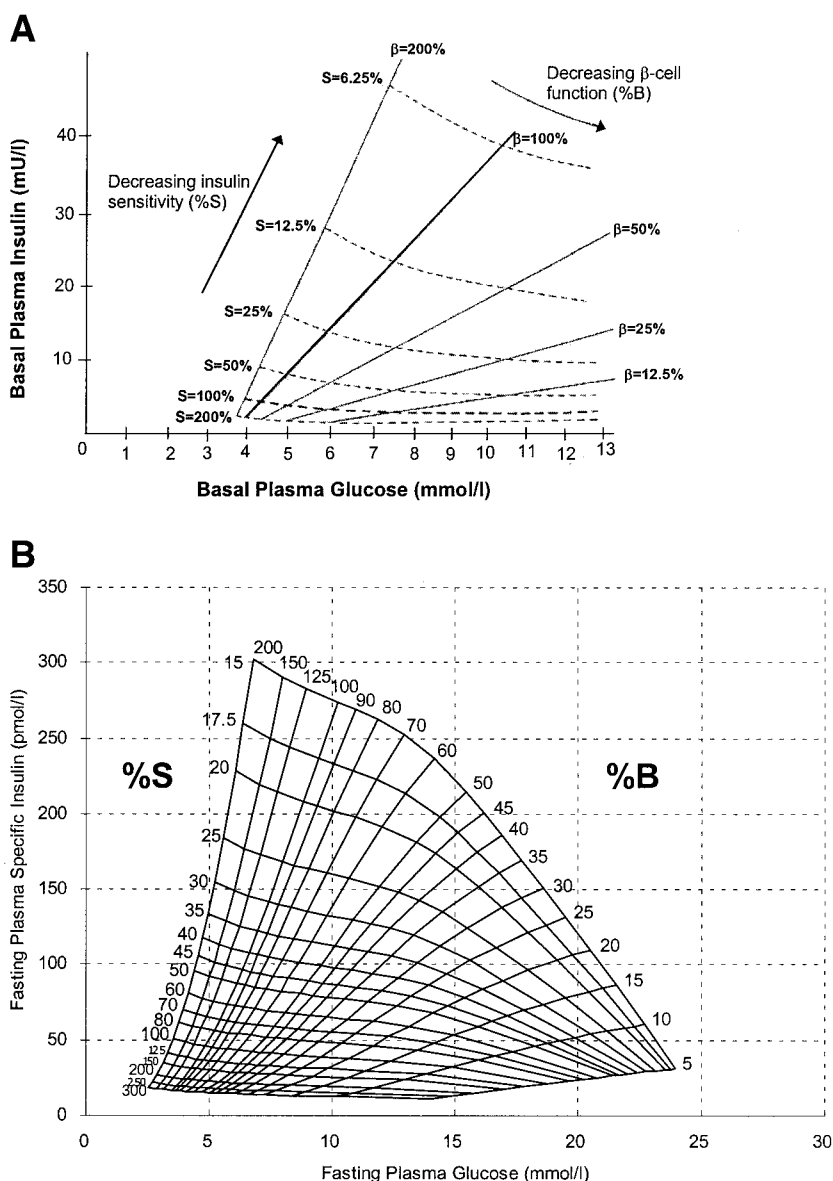 A
β=200%
S=6.25%
Decreasing β-cell
function (%B)
β=100%
40
Decreasing insulin
sensitivity (%S)
30
S=12.5%
β=50%
20
S=25%
β=25%
10
S=50%
β=12.5%
S=100%
S=200%
0 1 2 3 4 5 6 7 8 9 10 11 12 13
Basal Plasma Insulin (mU/l)
Basal Plasma Glucose (mmol/l)
B
350
300
250
200
150
100
50
0
Fasting Plasma Specific Insulin (pmol/l)
%S
%B
15
17.5
20
25
30
35
40
45
50
60
70
80
100
125
150
200
250
300
200
150
125
100
90
80
70
60
50
45
40
35
30
25
20
15
10
5
0 5 10 15 20 25 30
Fasting Plasma Glucose (mmol/l)